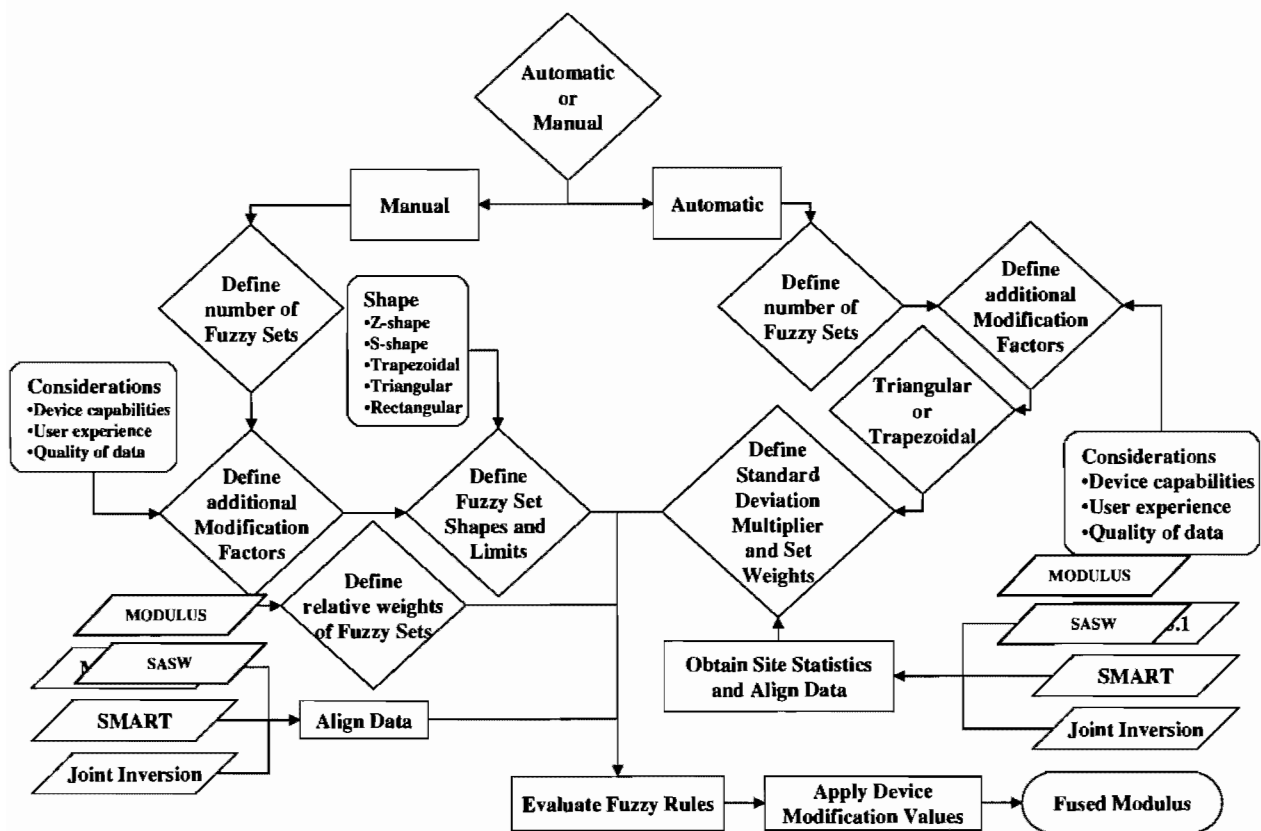 Automatic
or
Manual
Manual
Automatic
Define
number of
Fuzzy Sets
Shape
•Z-shape
•S-shape
•Trapezoidal
•Triangular
•Rectangular
Define
number of
Fuzzy Sets
Define
additional
Modification
Factors
Considerations
•Device capabilities
•User experience
•Quality of data
Triangular
or
Trapezoidal
Define
additional
Modification
Factors
Define
Fuzzy Set
Shapes and
Limits
Define
Standard
Deviation
Multiplier
and Set
Weights
Considerations
•Device capabilities
•User experience
•Quality of data
Define
relative weights
of Fuzzy Sets
MODULUS
SASW
SMART
Joint Inversion
Align Data
Obtain Site Statistics
and Align Data
MODULUS
SASW
SMART
Joint Inversion
Evaluate Fuzzy Rules
Apply Device
Modification Values
Fused Modulus